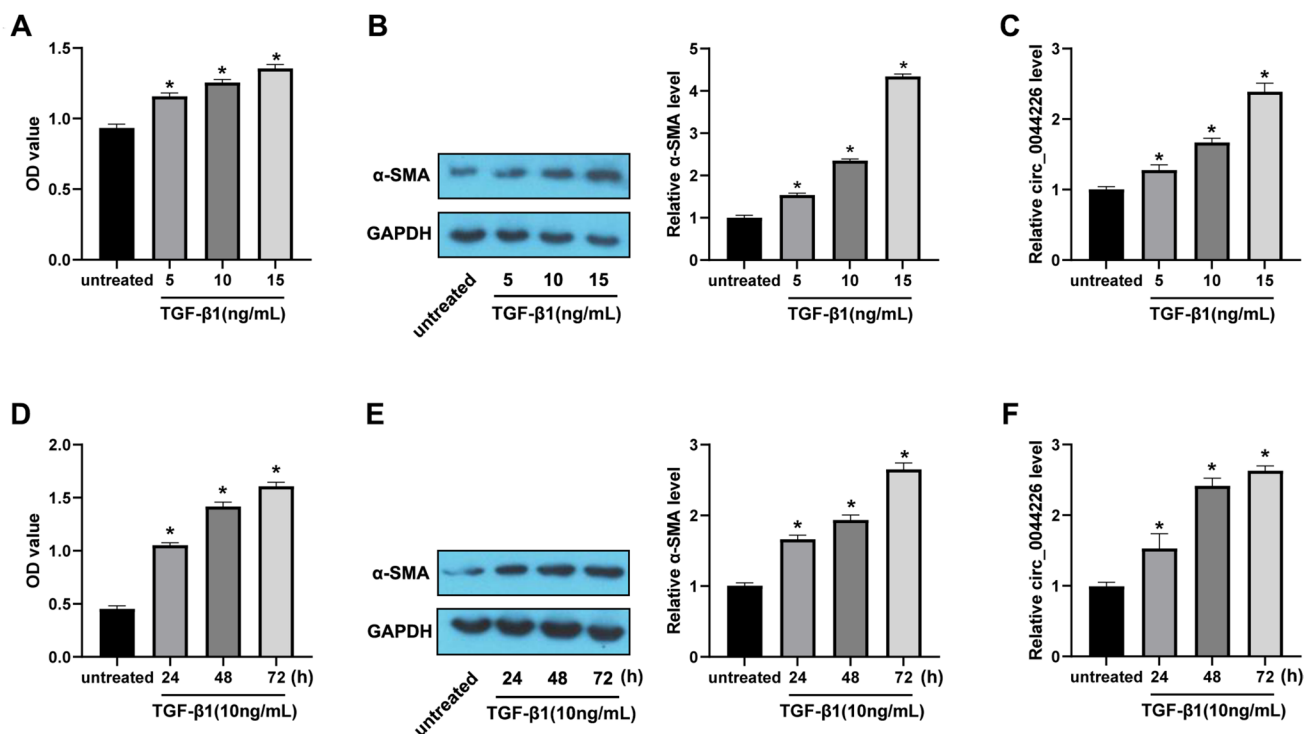 A
OD value
1.5
1.0
0.5
0.0
untreated 5 10 15
TGF-β1(ng/mL)
*
*
*
B
α-SMA
GAPDH
untreated 5 10 15
TGF-β1(ng/mL)
Relative α-SMA level
5
4
3
2
1
0
untreated 5 10 15
TGF-β1(ng/mL)
*
*
*
C
Relative circ_0044226 level
3
2
1
0
untreated 5 10 15
TGF-β1(ng/mL)
*
*
*
D
OD value
2.0
1.5
1.0
0.5
0.0
untreated 24 48 72 (h)
TGF-β1(10ng/mL)
*
*
*
E
α-SMA
GAPDH
untreated 24 48 72 (h)
TGF-β1(10ng/mL)
Relative α-SMA level
3
2
1
0
untreated 24 48 72 (h)
TGF-β1(10ng/mL)
*
*
*
F
Relative circ_0044226 level
3
2
1
0
untreated 24 48 72 (h)
TGF-β1(10ng/mL)
*
*
*